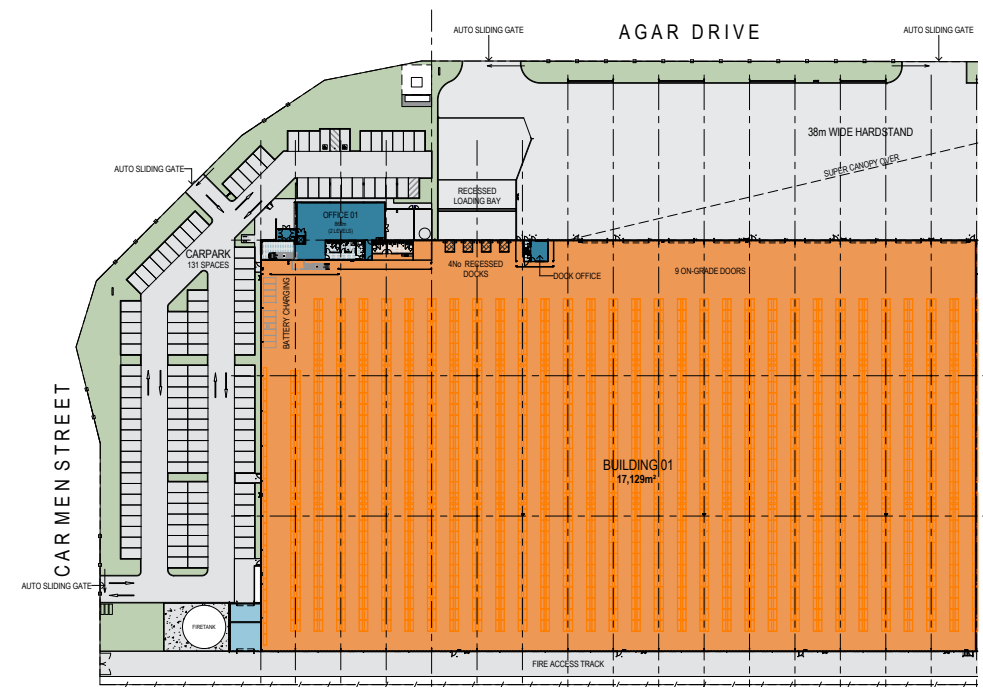 AGAR DRIVE
AUTO SLIDING GATE
AUTO SLIDING GATE
38m WIDE HARDSTAND
SUPER CANOPY OVER
AUTO SLIDING GATE
RECESSED
LOADING BAY
OFFICE 01
(2 LEVELS)
CARPARK
131 SPACES
4No RECESSED
DOCKS
DOCK OFFICE
9 ON-GRADE DOORS
BATTERY CHARGING
CARMEN STREET
BUILDING 01
17,129m²
AUTO SLIDING GATE
FIRETANK
FIRE ACCESS TRACK